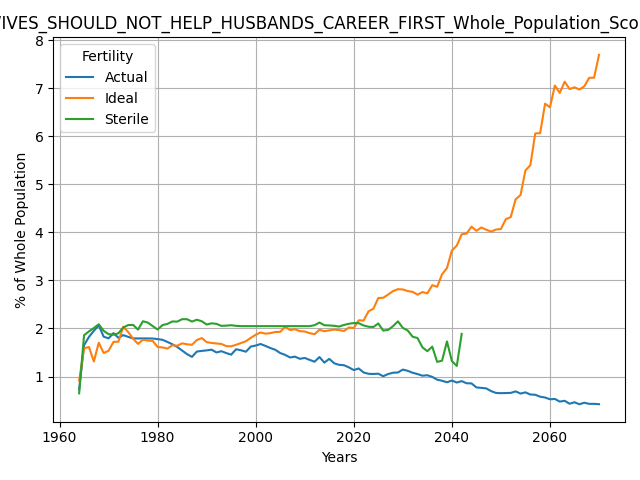 IVES_SHOULD_NOT_HELP_HUSBANDS_CAREER_FIRST_Whole_Population_Sco
8
7
6
5
4
3
2
1
% of Whole Population
Fertility
Actual
Ideal
Sterile
1960 1980 2000 2020 2040 2060
Years